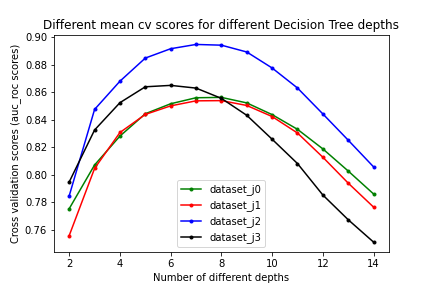 Different mean cv scores for different Decision Tree depths
Cross validation scores (auc_roc scores)
0.90
0.88
0.86
0.84
0.82
0.80
0.78
0.76
dataset_j0
dataset_j1
dataset_j2
dataset_j3
2 4 6 8 10 12 14
Number of different depths